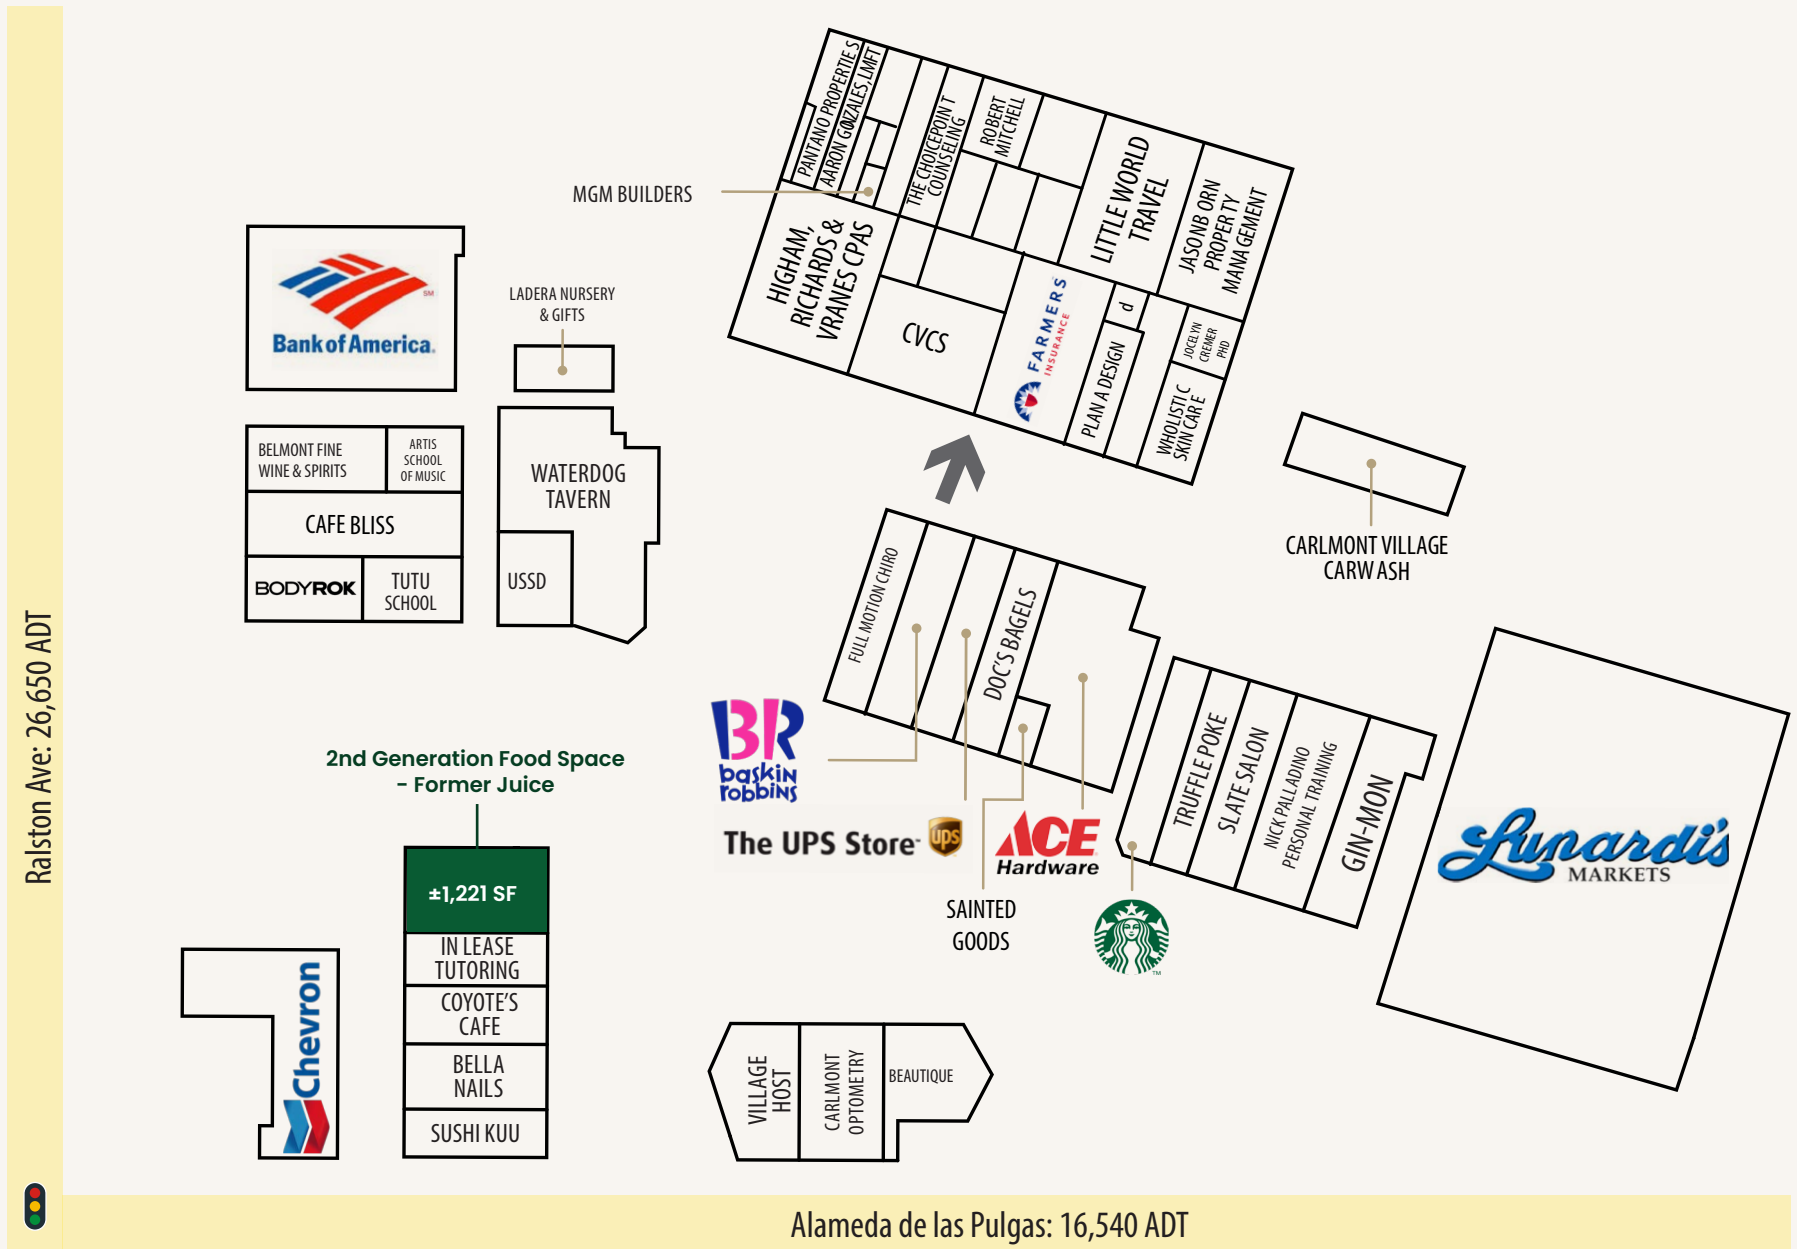 PANTANO PROPERTIES
AARON GONZALES, LMFT
THE CHOICEPOINT
COUNSELING
ROBERT
MITCHELL
LITTLE WORLD
TRAVEL
JASONBORN
PROPERTY
MANAGEMENT
MGM BUILDERS
HIGHAM,
RICHARDS &
VRANES CPAS
CVCS
FARMERS
INSURANCE
d
PLAN A DESIGN
JOCELYN
CREMER
PHD
WHOLISTIC
SKIN CARE
SM
Bank of America.
LADERA NURSERY
& GIFTS
BELMONT FINE
WINE & SPIRITS
ARTIS
SCHOOL
OF MUSIC
CAFE BLISS
BODYROK
TUTU
SCHOOL
WATERDOG
TAVERN
USSD
CARLMONT VILLAGE
CARWASH
FULL MOTION CHIRO
DOC'S BAGELS
BR
baskin
robbins
The UPS Store
ups
ACE
Hardware
SAINTED
GOODS
TM
TRUFFLE POKE
SLATE SALON
NICK PALLADINO
PERSONAL TRAINING
GIN-MON
Lunardi's
MARKETS
2nd Generation Food Space
- Former Juice
±1,221 SF
IN LEASE
TUTORING
COYOTE'S
CAFE
BELLA
NAILS
SUSHI KUU
Chevron
VILLAGE
HOST
CARLMONT
OPTOMETRY
BEAUTIQUE
Ralston Ave: 26,650 ADT
Alameda de las Pulgas: 16,540 ADT